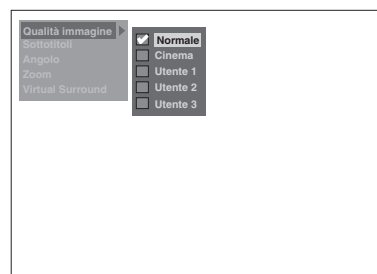 Qualità immagine
Sottotitoli
Angolo
Zoom
Virtual Surround
Normale
Cinema
Utente 1
Utente 2
Utente 3